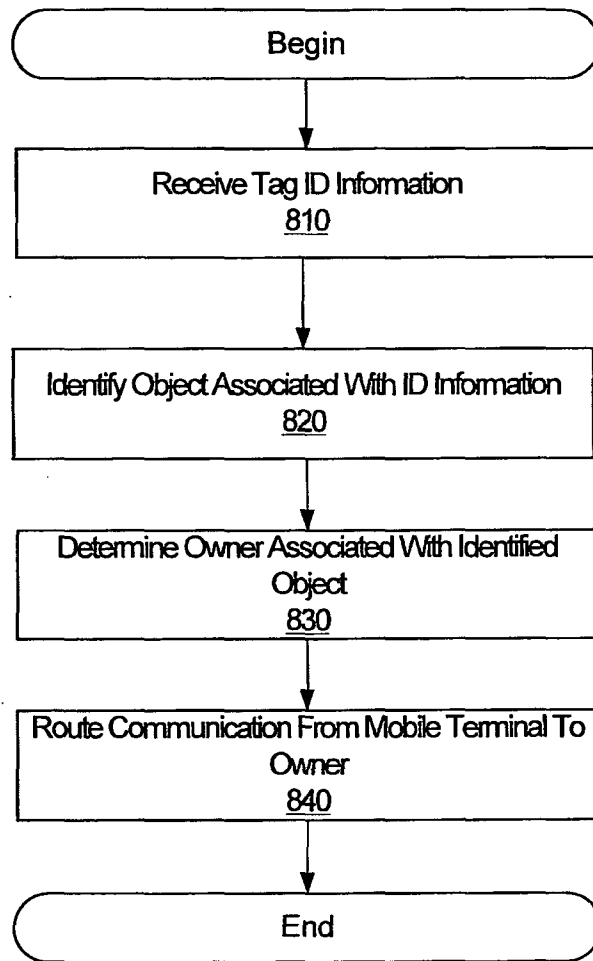 Begin
Receive Tag ID Information
810
Identify Object Associated With ID Information
820
Determine Owner Associated With Identified
Object
830
Route Communication From Mobile Terminal To
Owner
840
End